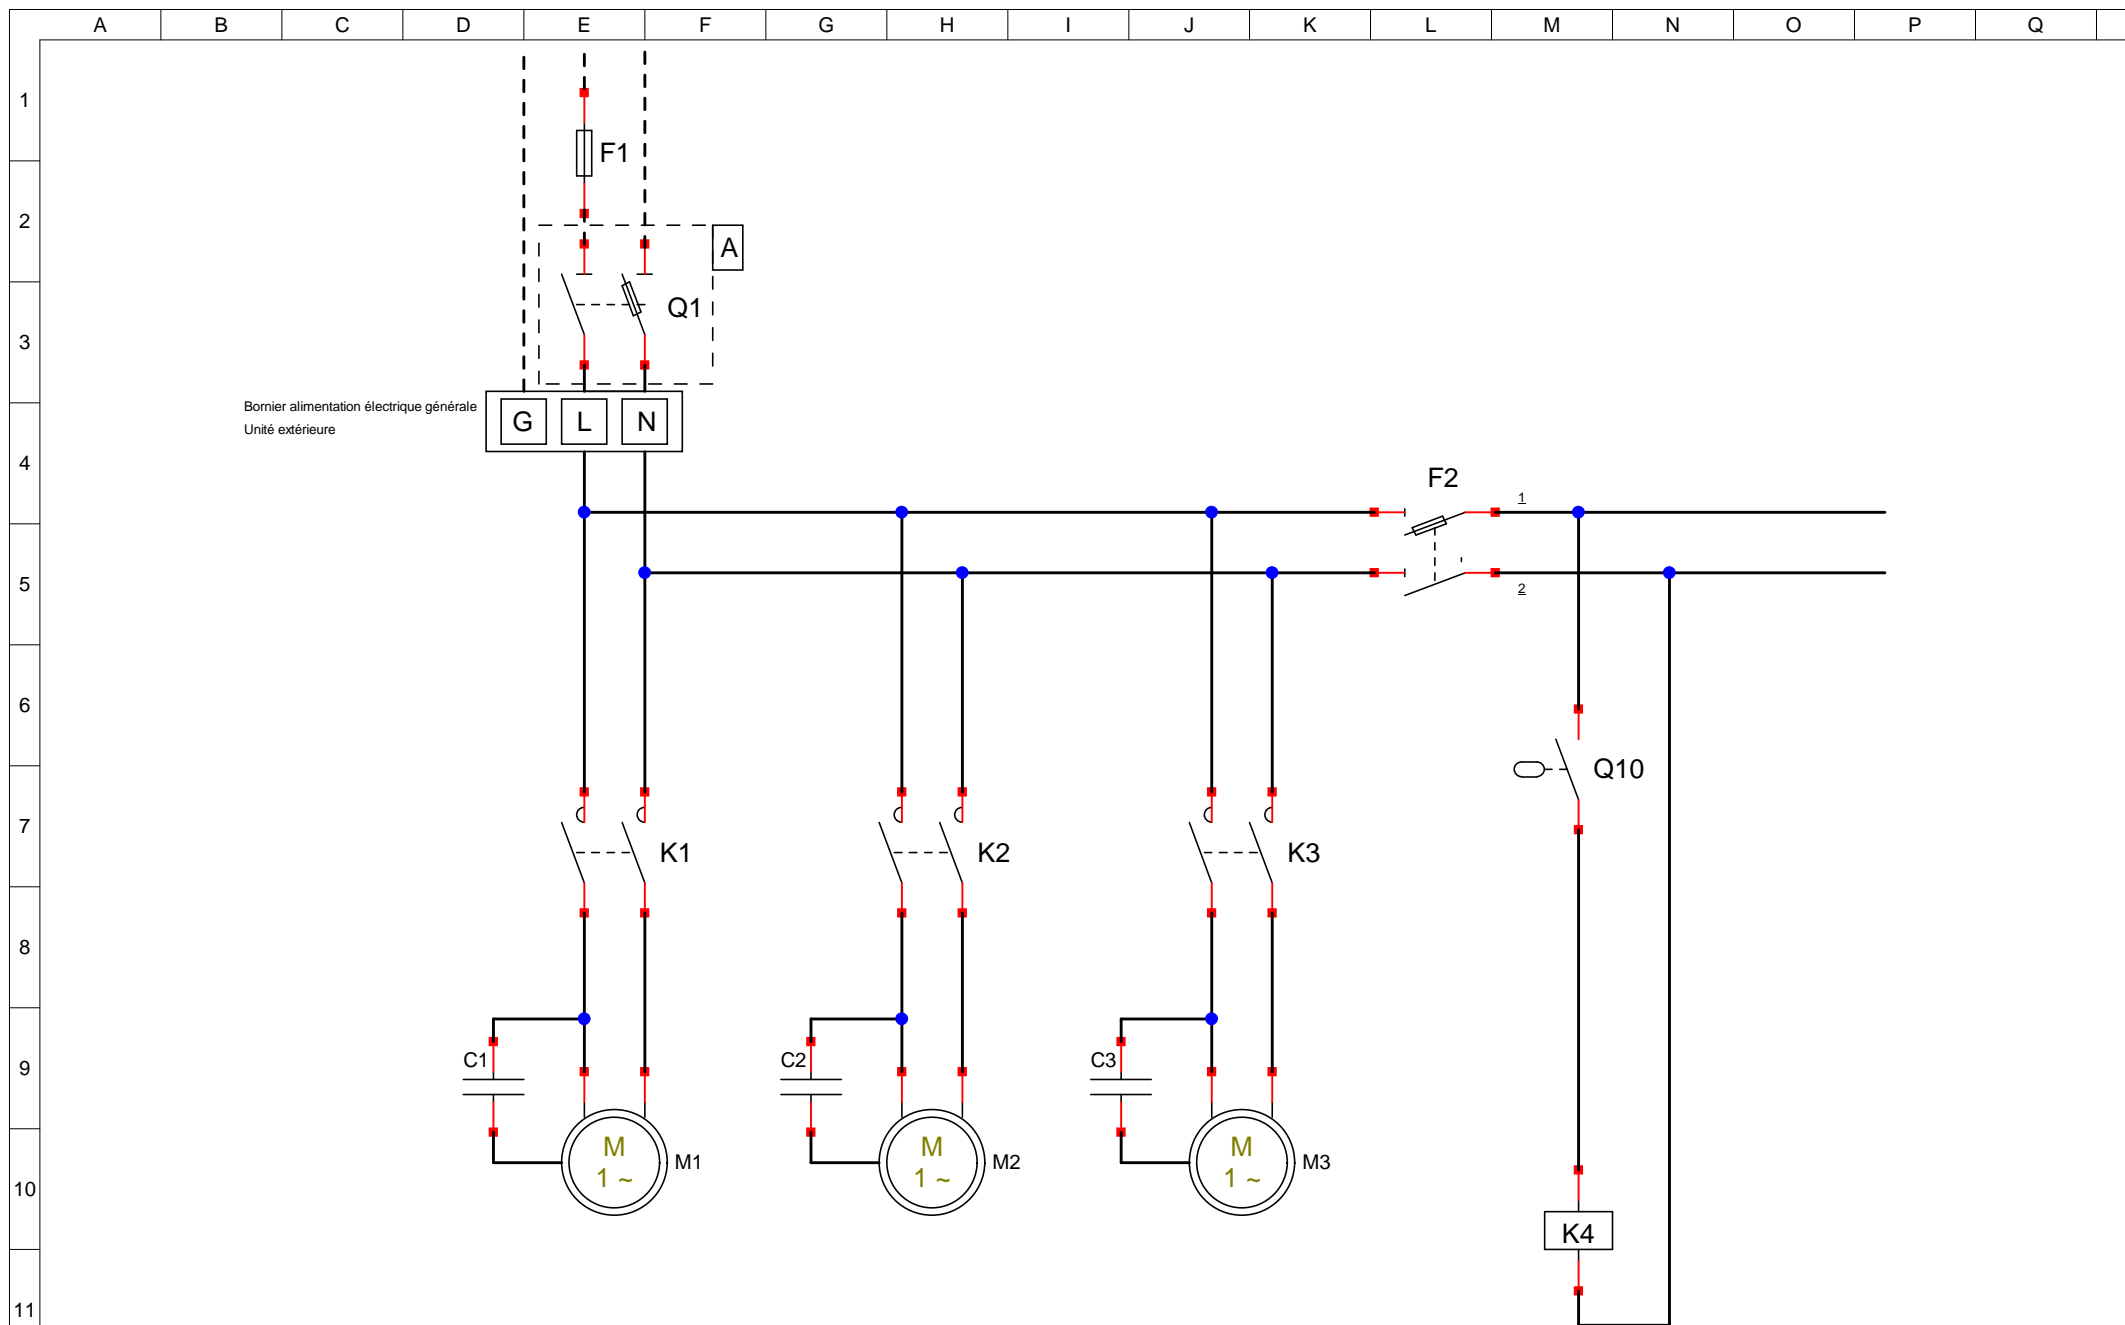 A B C D E F G H I J K L M N O P Q
1
F1
2
A
Q1
3
Bornier alimentation électrique générale
Unité extérieure
G L N
4
F2
1
5
2
6
Q10
7
K1 K2 K3
8
9
C1 C2 C3
M M M
1 ~ 1 ~ 1 ~
M1 M2 M3
10
K4
11